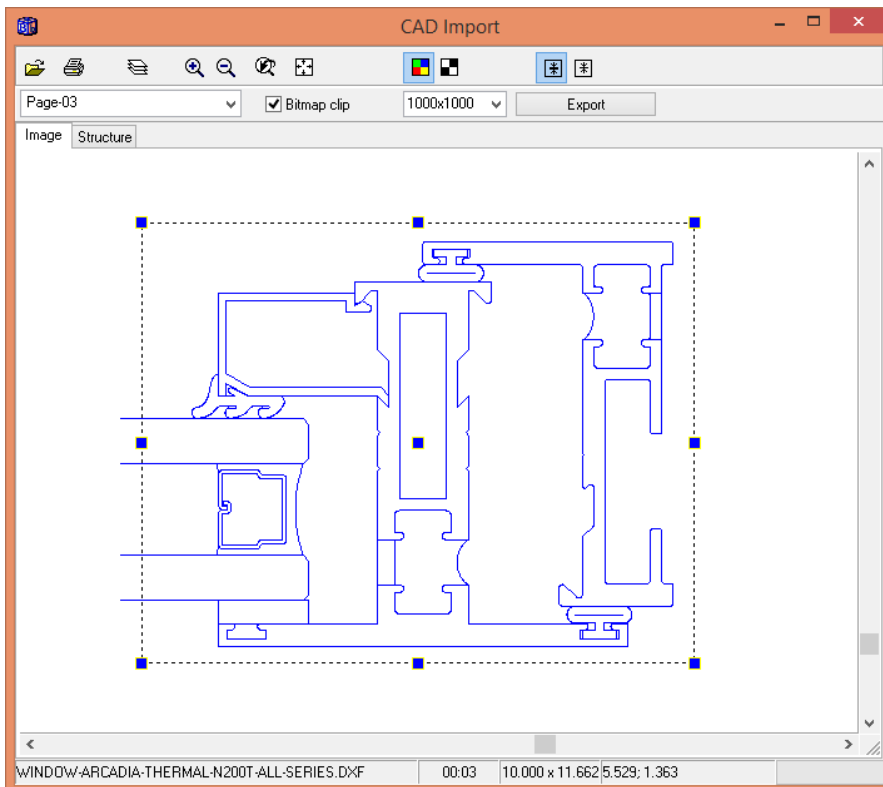 CAD Import
Page-03 Bitmap clip 1000x1000 Export
Image Structure
WINDOW-ARCADIA-THERMAL-N200T-ALL-SERIES.DXF 00:03 10.000 x 11.662 5.529; 1.363